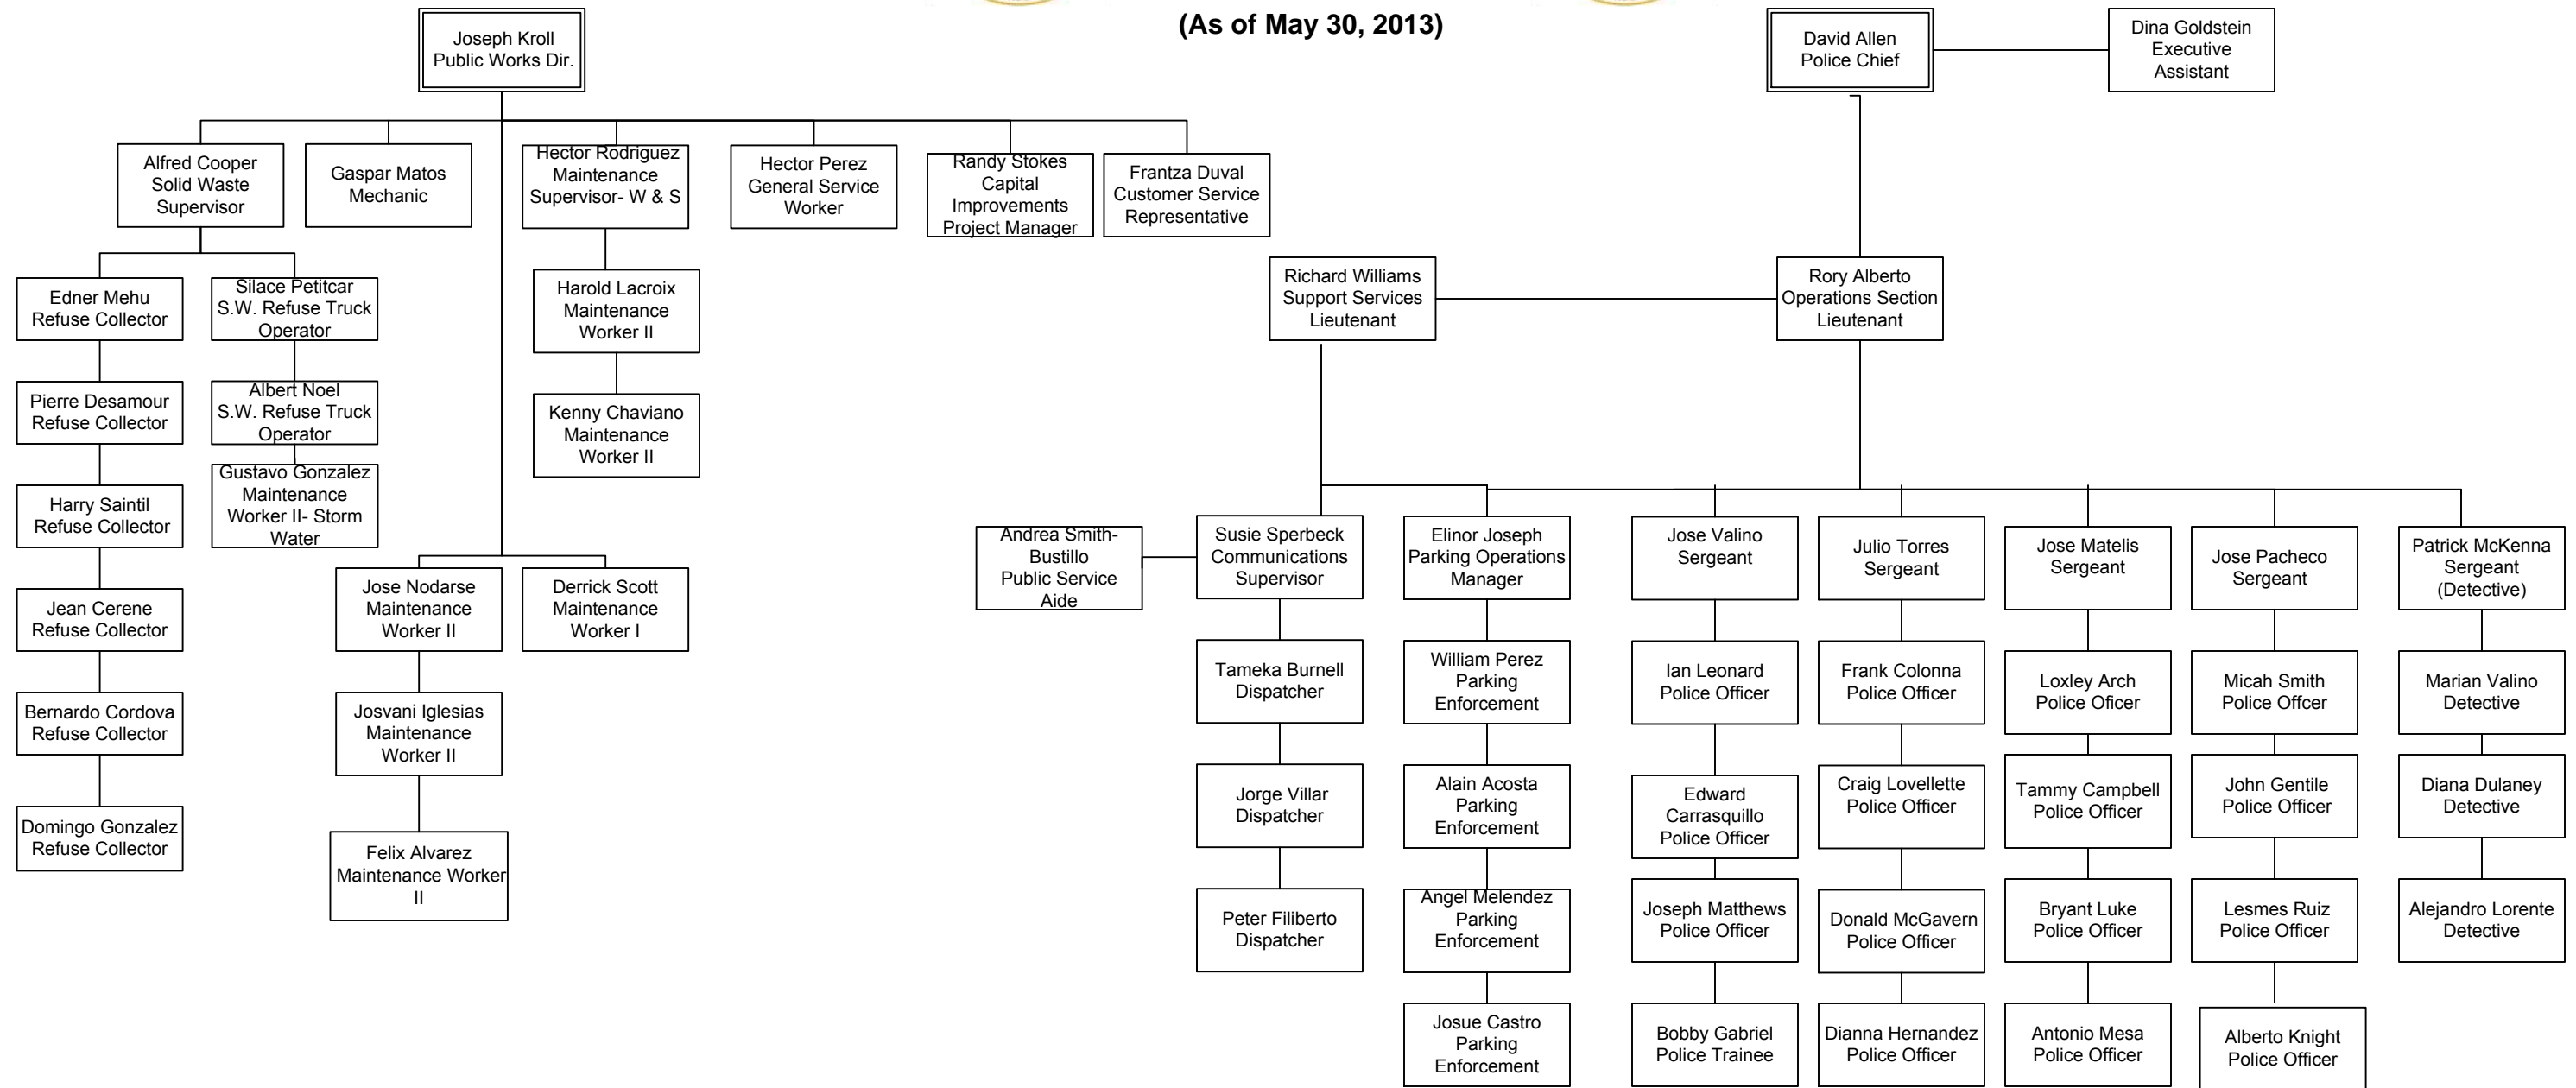 (As of May 30, 2013)
Joseph Kroll
Public Works Dir.
David Allen
Police Chief
Dina Goldstein
Executive
Assistant
Alfred Cooper
Solid Waste
Supervisor
Gaspar Matos
Mechanic
Hector Rodriguez
Maintenance
Supervisor- W & S
Hector Perez
General Service
Worker
Randy Stokes
Capital
Improvements
Project Manager
Frantza Duval
Customer Service
Representative
Edner Mehu
Refuse Collector
Silace Petitcar
S.W. Refuse Truck
Operator
Harold Lacroix
Maintenance
Worker II
Richard Williams
Support Services
Lieutenant
Rory Alberto
Operations Section
Lieutenant
Pierre Desamour
Refuse Collector
Albert Noel
S.W. Refuse Truck
Operator
Kenny Chaviano
Maintenance
Worker II
Harry Saintil
Refuse Collector
Gustavo Gonzalez
Maintenance
Worker II- Storm
Water
Jean Cerene
Refuse Collector
Jose Nodarse
Maintenance
Worker II
Derrick Scott
Maintenance
Worker I
Bernardo Cordova
Refuse Collector
Josvani Iglesias
Maintenance
Worker II
Domingo Gonzalez
Refuse Collector
Felix Alvarez
Maintenance Worker
II
Andrea Smith-
Bustillo
Public Service
Aide
Susie Sperbeck
Communications
Supervisor
Elinor Joseph
Parking Operations
Manager
Jose Valino
Sergeant
Julio Torres
Sergeant
Jose Matelis
Sergeant
Jose Pacheco
Sergeant
Patrick McKenna
Sergeant
(Detective)
Tameka Burnell
Dispatcher
William Perez
Parking
Enforcement
Ian Leonard
Police Officer
Frank Colonna
Police Officer
Loxley Arch
Police Oficer
Micah Smith
Police Offcer
Marian Valino
Detective
Jorge Villar
Dispatcher
Alain Acosta
Parking
Enforcement
Edward
Carrasquillo
Police Officer
Craig Lovellette
Police Officer
Tammy Campbell
Police Officer
John Gentile
Police Officer
Diana Dulaney
Detective
Peter Filiberto
Dispatcher
Angel Melendez
Parking
Enforcement
Joseph Matthews
Police Officer
Donald McGavern
Police Officer
Bryant Luke
Police Officer
Lesmes Ruiz
Police Officer
Alejandro Lorente
Detective
Josue Castro
Parking
Enforcement
Bobby Gabriel
Police Trainee
Dianna Hernandez
Police Officer
Antonio Mesa
Police Officer
Alberto Knight
Police Officer